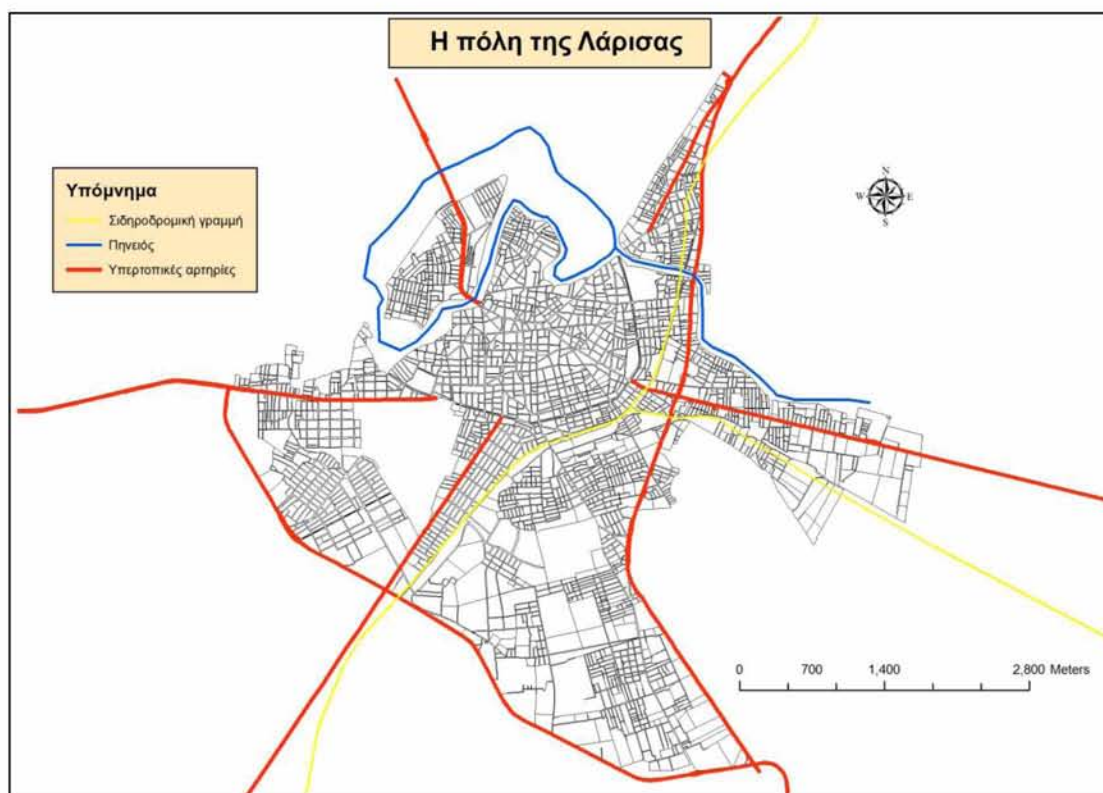 Η πόλη της Λάρισας
Υπόμνημα
Σιδηροδρομική γραμμή
Πηνειός
Υπερτοπικές αρτηρίες
N
W E
S
0 700 1,400 2,800 Meters